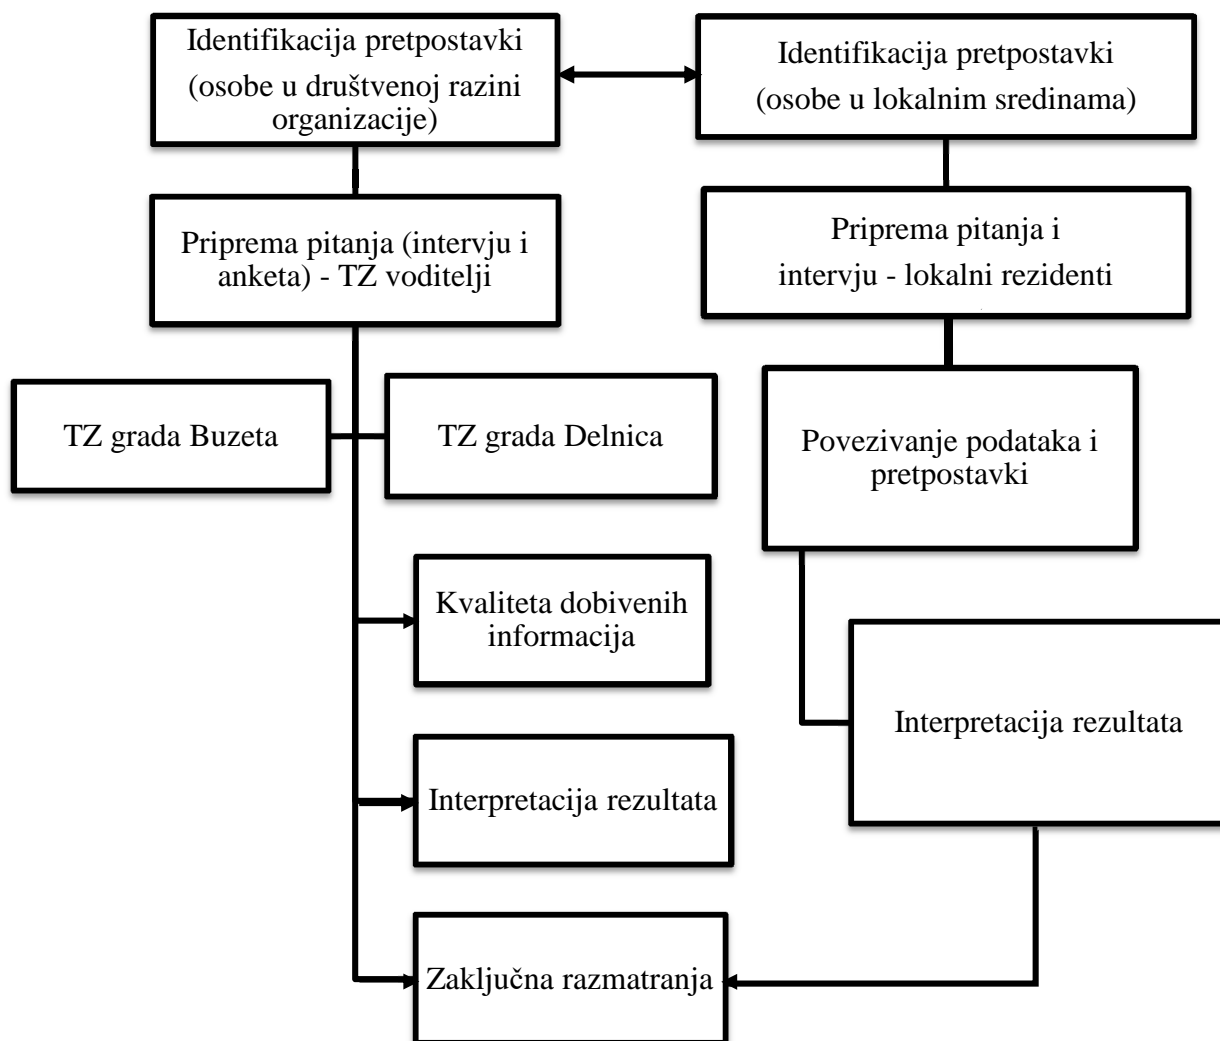 Identifikacija pretpostavki
(osobe u društvenoj razini
organizacije)
Identifikacija pretpostavki
(osobe u lokalnim sredinama)
Priprema pitanja (intervju i
anketa) - TZ voditelji
Priprema pitanja i
intervju - lokalni rezidenti
TZ grada Buzeta
TZ grada Delnica
Povezivanje podataka i
pretpostavki
Kvaliteta dobivenih
informacija
Interpretacija rezultata
Interpretacija rezultata
Zaključna razmatranja